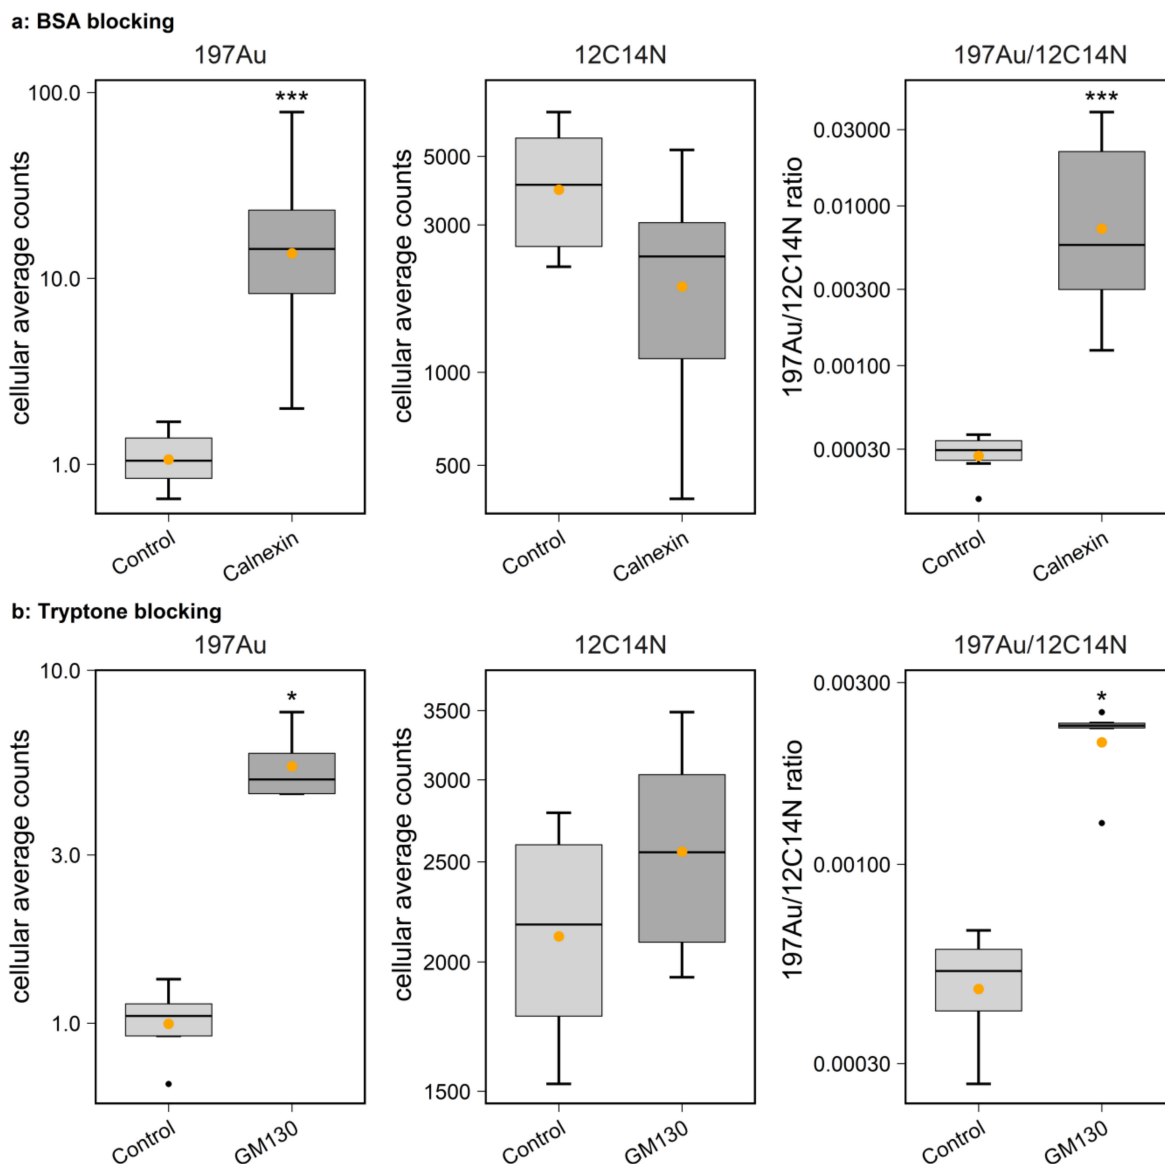 a: BSA blocking
197Au
12C14N
197Au/12C14N
cellular average counts
100.0
10.0
1.0
***
Control
Calnexin
cellular average counts
5000
3000
1000
500
Control
Calnexin
197Au/12C14N ratio
0.03000
0.01000
0.00300
0.00100
0.00030
***
Control
Calnexin
b: Tryptone blocking
197Au
12C14N
197Au/12C14N
cellular average counts
10.0
3.0
1.0
*
Control
GM130
cellular average counts
3500
3000
2500
2000
1500
Control
GM130
197Au/12C14N ratio
0.00300
0.00100
0.00030
*
Control
GM130